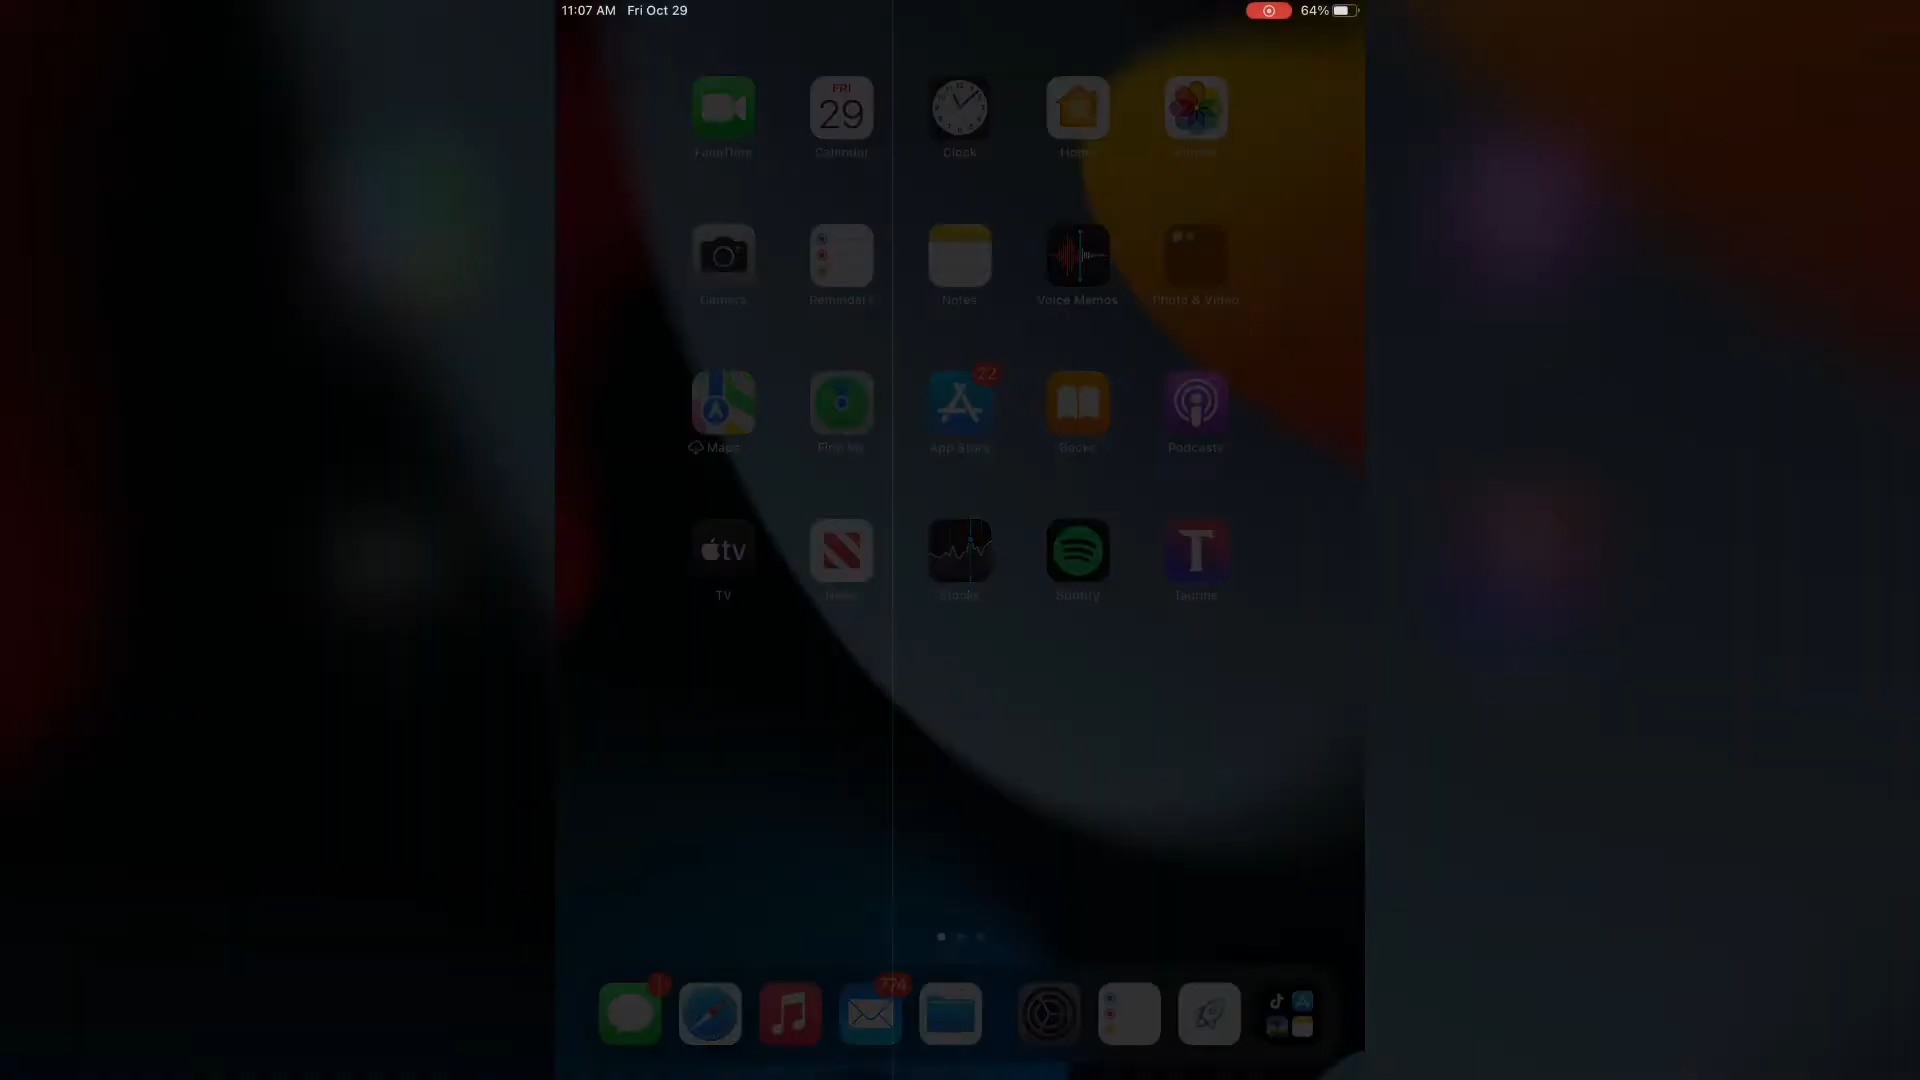 11:07 AM Fri Oct 29
64%
FRI
29
FaceTime Calendar Clock Home
Camera Reminders Notes Voice Memos Photo & Video
22
Maps Find My App Store Books Podcasts
tv
T
TV News Stocks Spotify Taurine
1
774